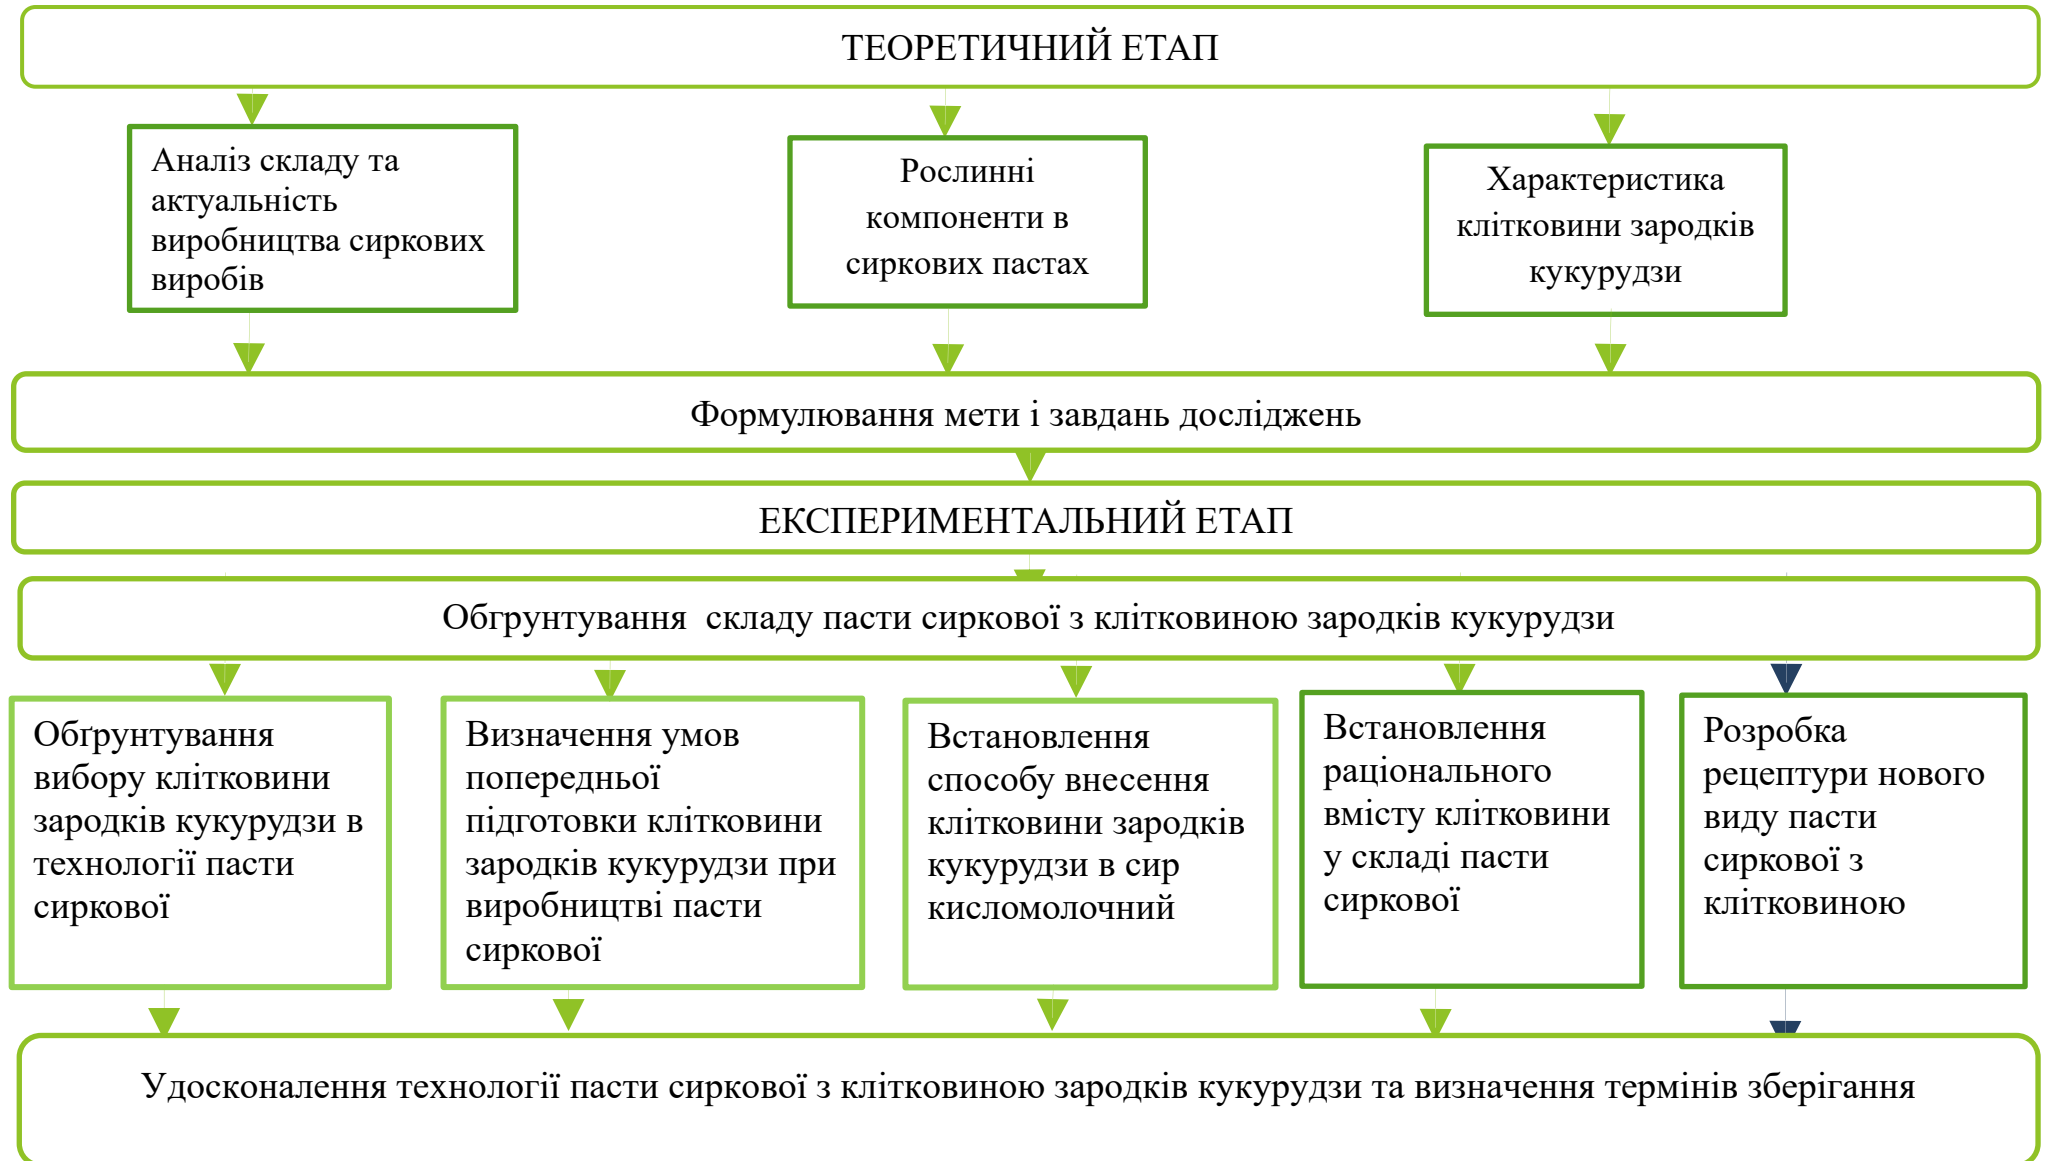 ТЕОРЕТИЧНИЙ ЕТАП
Аналіз складу та
актуальність
виробництва сиркових
виробів
Рослинні
компоненти в
сиркових пастах
Характеристика
клітковини зародків
кукурудзи
Формулювання мети і завдань досліджень
ЕКСПЕРИМЕНТАЛЬНИЙ ЕТАП
Обгрунтування  складу пасти сиркової з клітковиною зародків кукурудзи
Обґрунтування
вибору клітковини
зародків кукурудзи в
технології пасти
сиркової
Визначення умов
попередньої
підготовки клітковини
зародків кукурудзи при
виробництві пасти
сиркової
Встановлення
способу внесення
клітковини зародків
кукурудзи в сир
кисломолочний
Встановлення
раціонального
вмісту клітковини
у складі пасти
сиркової
Розробка
рецептури нового
виду пасти
сиркової з
клітковиною
Удосконалення технології пасти сиркової з клітковиною зародків кукурудзи та визначення термінів зберігання